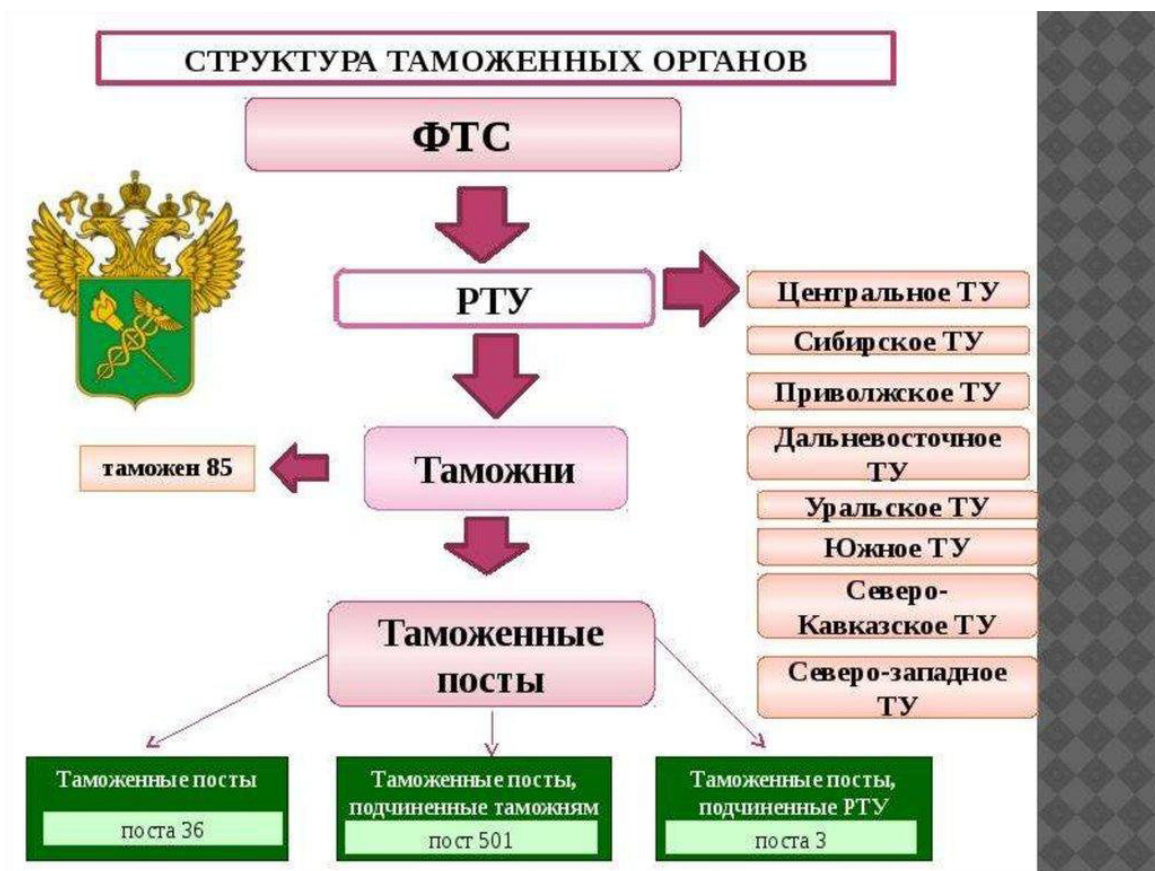 СТРУКТУРА ТАМОЖЕННЫХ ОРГАНОВ
ФТС
РТУ
Центральное ТУ
Сибирское ТУ
Приволжское ТУ
Дальневосточное
ТУ
Уральское ТУ
Южное ТУ
Северо-
Кавказское ТУ
Северо-западное
ТУ
таможен 85
Таможни
Таможенные
посты
Таможенные посты
поста 36
Таможенные посты,
подчиненные таможням
пост 501
Таможенные посты,
подчиненные РТУ
поста 3